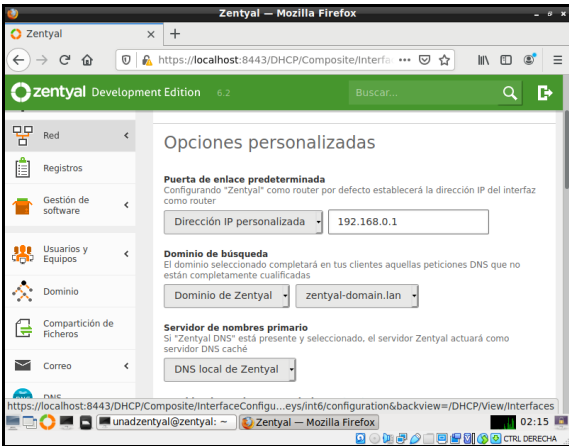 Zentyal — Mozilla Firefox
Zentyal
https://localhost:8443/DHCP/Composite/Interfa
zentyal Development Edition 6.2
Buscar...
Red
Registros
Gestión de
software
Usuarios y
Equipos
Dominio
Compartición de
Ficheros
Correo
DNS
Opciones personalizadas
Puerta de enlace predeterminada
Configurando "Zentyal" como router por defecto establecerá la dirección IP del interfaz
como router
Dirección IP personalizada
192.168.0.1
Dominio de búsqueda
El dominio seleccionado completará en tus clientes aquellas peticiones DNS que no
están completamente cualificadas
Dominio de Zentyal
zentyal-domain.lan
Servidor de nombres primario
Si "Zentyal DNS" está presente y seleccionado, el servidor Zentyal actuará como
servidor DNS caché
DNS local de Zentyal
https://localhost:8443/DHCP/Composite/InterfaceConfigu...eys/int6/configuration&backview=/DHCP/View/Interfaces
unadzentyal@zentyal: ~
Zentyal — Mozilla Firefox
02:15
CTRL DERECHA